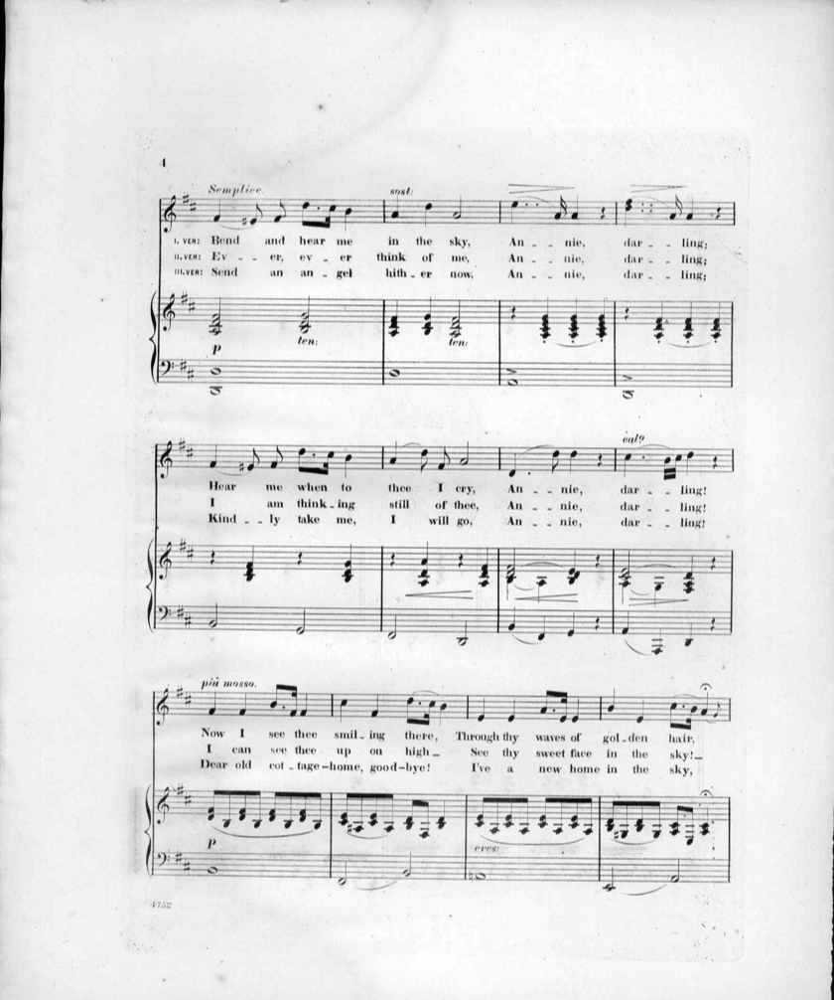 4
Semplice. sost:
I. VER: Bend and hear me in the sky, An - - nie, dar - - ling;
II. VER: Ev - - er, ev - er think of me, An - - nie, dar - - ling;
III. VER: Send an an - gel hith - er now, An - - nie, dar - - ling;
p ten: ten:
Hear me when to thee I cry, An - - nie, dar - - ling!
I am think - ing still of thee, An - - nie, dar - - ling!
Kind - - ly take me, I will go, An - - nie, dar - - ling!
più mosso.
Now I see thee smil - ing there, Through thy waves of gol - den hair,
I can see thee up on high — See thy sweet face in the sky! —
Dear old cot - tage-home, good-bye! I've a new home in the sky,
p cres:
4752